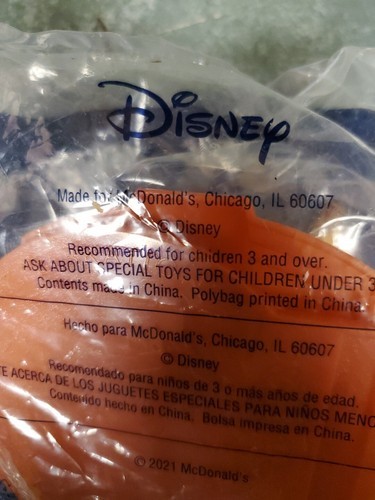 Disney
Made for McDonald's, Chicago, IL 60607
© Disney
Recommended for children 3 and over.
ASK ABOUT SPECIAL TOYS FOR CHILDREN UNDER 3
Contents made in China. Polybag printed in China.
Hecho para McDonald's, Chicago, IL 60607
© Disney
Recomendado para niños de 3 o más años de edad.
TE ACERCA DE LOS JUGUETES ESPECIALES PARA NIÑOS MENO
Contenido hecho en China. Bolsa impresa en China.
© 2021 McDonald's